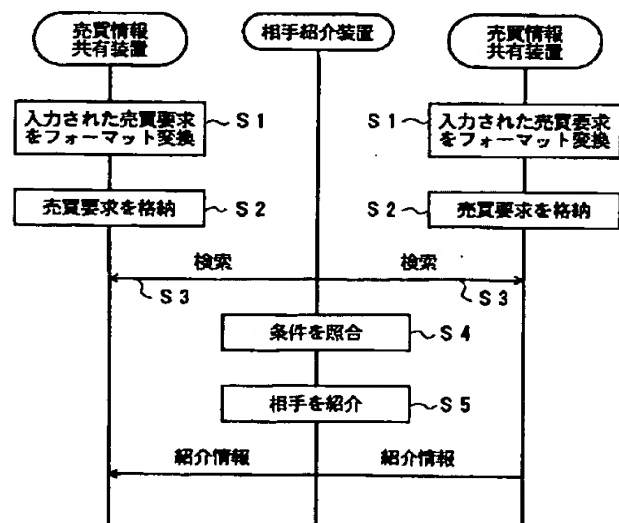 売買情報
共有装置
相手紹介装置
売買情報
共有装置
入力された売買要求
をフォーマット変換
S1
S1
入力された売買要求
をフォーマット変換
売買要求を格納
S2
S2
売買要求を格納
検索
検索
S3
S3
条件を照合
S4
相手を紹介
S5
紹介情報
紹介情報